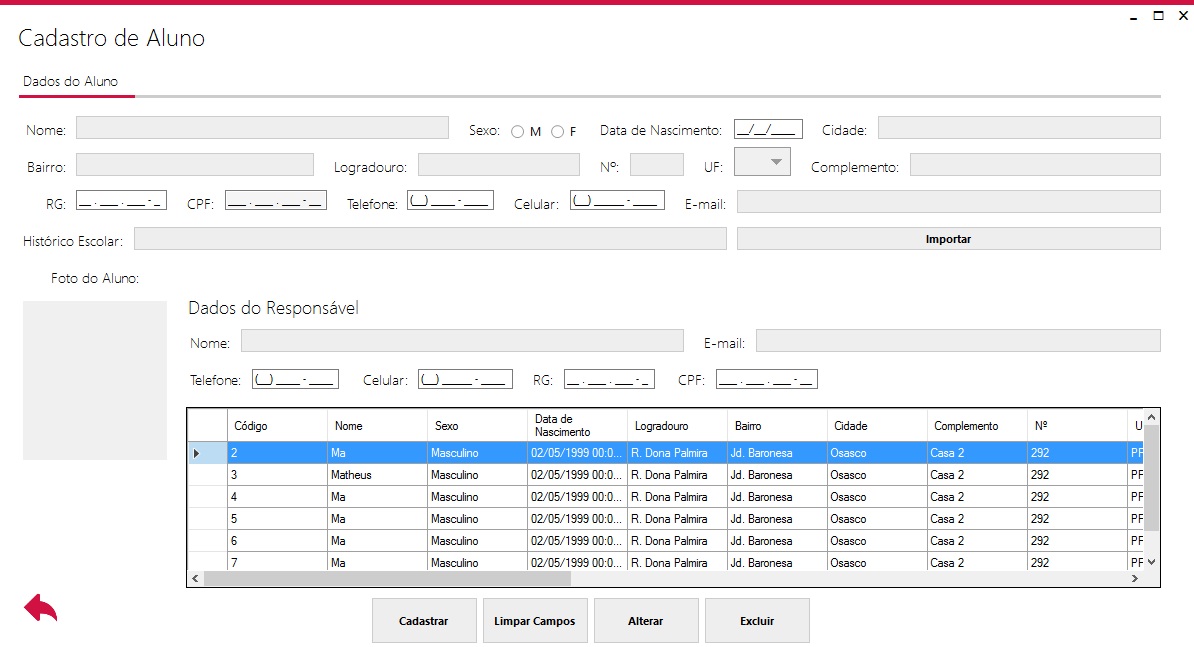 Cadastro de Aluno
Dados do Aluno
Nome: Sexo: M F Data de Nascimento: __/__/____ Cidade:
Bairro: Logradouro: Nº: UF: Complemento:
RG: __.___.___-_ CPF: ___.___.___-__ Telefone: (__)____-____ Celular: (__)_____-____ E-mail:
Histórico Escolar: Importar
Foto do Aluno:
Dados do Responsável
Nome: E-mail:
Telefone: (__)____-____ Celular: (__)_____-____ RG: __.___.___-_ CPF: ___.___.___-__
Código Nome Sexo Data de Nascimento Logradouro Bairro Cidade Complemento Nº U
2 Ma Masculino 02/05/1999 00:0... R. Dona Palmira Jd. Baronesa Osasco Casa 2 292 PF
3 Matheus Masculino 02/05/1999 00:0... R. Dona Palmira Jd. Baronesa Osasco Casa 2 292 PF
4 Ma Masculino 02/05/1999 00:0... R. Dona Palmira Jd. Baronesa Osasco Casa 2 292 PF
5 Ma Masculino 02/05/1999 00:0... R. Dona Palmira Jd. Baronesa Osasco Casa 2 292 PF
6 Ma Masculino 02/05/1999 00:0... R. Dona Palmira Jd. Baronesa Osasco Casa 2 292 PF
7 Ma Masculino 02/05/1999 00:0... R. Dona Palmira Jd. Baronesa Osasco Casa 2 292 PF
Cadastrar Limpar Campos Alterar Excluir